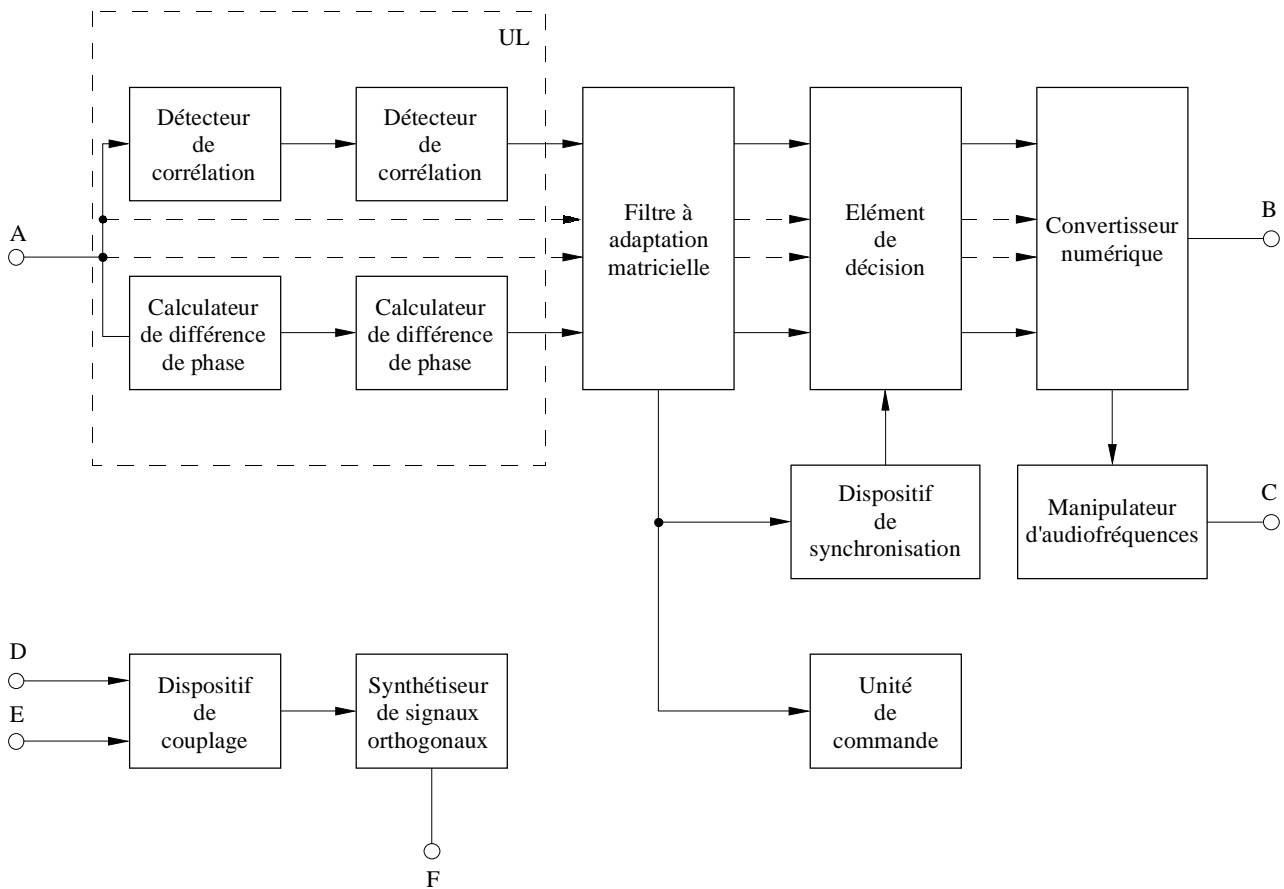 UL
Détecteur
de
corrélation
Détecteur
de
corrélation
A
Filtre à
adaptation
matricielle
Elément
de
décision
Convertisseur
numérique
B
Calculateur
de différence
de phase
Calculateur
de différence
de phase
Dispositif
de
synchronisation
Manipulateur
d'audiofréquences
C
D
E
Dispositif
de
couplage
Synthétiseur
de signaux
orthogonaux
Unité
de
commande
F